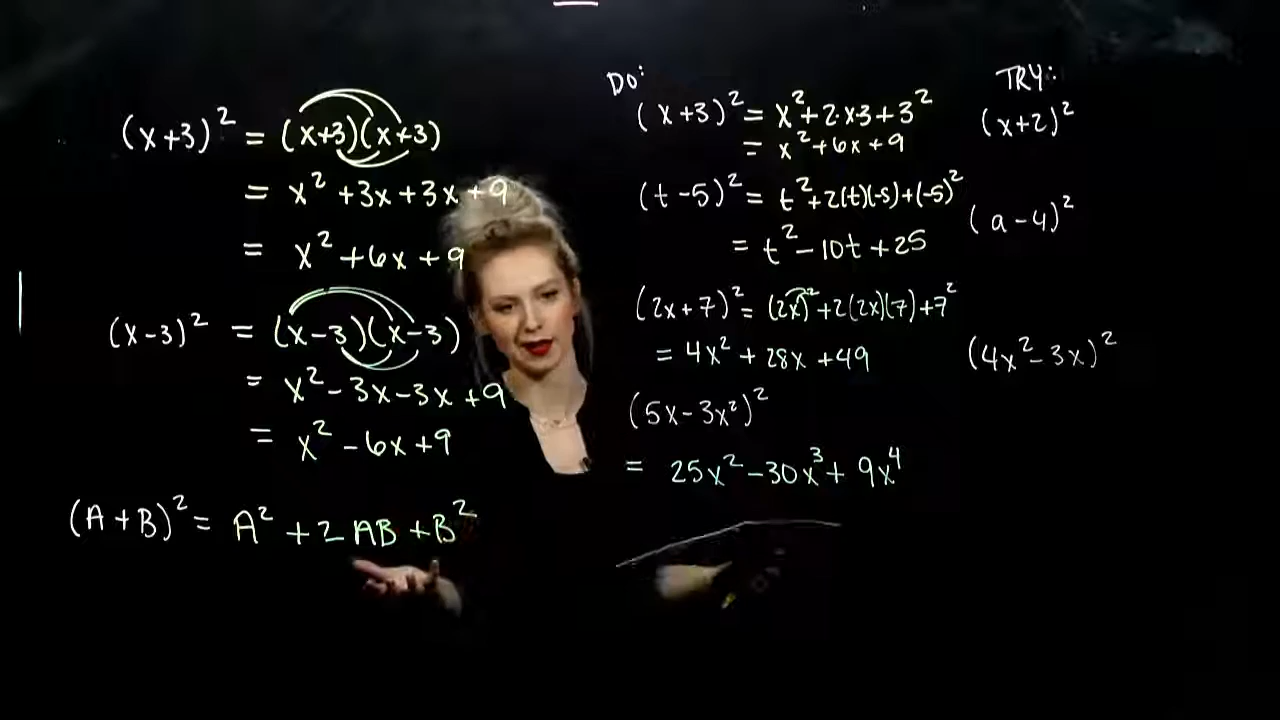 (x+3)² = (x+3)(x+3)
= x² + 3x + 3x + 9
= x² + 6x + 9
(x-3)² = (x-3)(x-3)
= x² - 3x - 3x + 9
= x² - 6x + 9
(A+B)² = A² + 2AB + B²
DO:
(x+3)² = x² + 2·x·3 + 3²
= x² + 6x + 9
(t-5)² = t² + 2(t)(-5) + (-5)²
= t² - 10t + 25
(2x+7)² = (2x)² + 2(2x)(7) + 7²
= 4x² + 28x + 49
(5x-3x²)²
= 25x² - 30x³ + 9x⁴
TRY:
(x+2)²
(a-4)²
(4x²-3x)²